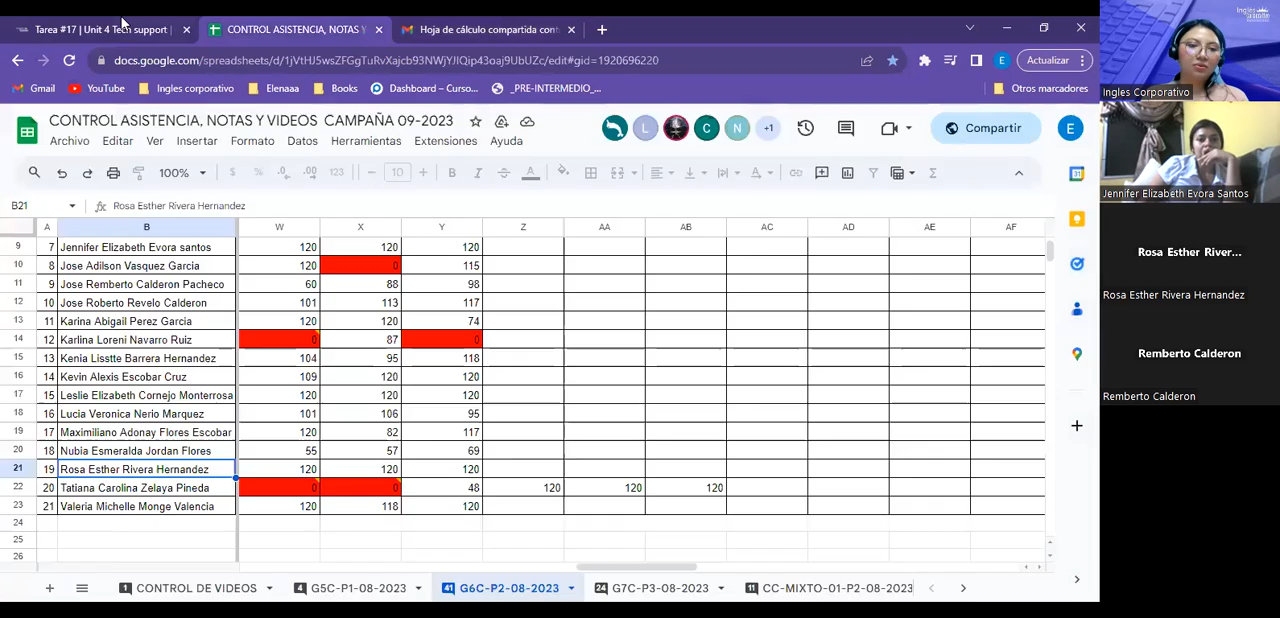 Tarea #17 | Unit 4 Tech support |
CONTROL ASISTENCIA, NOTAS Y
Hoja de cálculo compartida con
docs.google.com/spreadsheets/d/1jVtHJ5wsZFGgTuRvXajcb93NWjYJlQip43oaj9UbUZc/edit#gid=1920696220
Actualizar
Gmail YouTube Ingles corporativo Elenaaa Books Dashboard – Curso... _PRE-INTERMEDIO_... Otros marcadores
CONTROL ASISTENCIA, NOTAS Y VIDEOS CAMPAÑA 09-2023
L C N +1 Compartir E
Archivo Editar Ver Insertar Formato Datos Herramientas Extensiones Ayuda
100% $ % .0 .00 123 10 B I A
B21 fx Rosa Esther Rivera Hernandez
A B W X Y Z AA AB AC AD AE AF
9 7 Jennifer Elizabeth Evora santos 120 120 120
10 8 Jose Adilson Vasquez Garcia 120 0 115
11 9 Jose Remberto Calderon Pacheco 60 88 98
12 10 Jose Roberto Revelo Calderon 101 113 117
13 11 Karina Abigail Perez Garcia 120 120 74
14 12 Karlina Loreni Navarro Ruiz 0 87 0
15 13 Kenia Lisstte Barrera Hernandez 104 95 118
16 14 Kevin Alexis Escobar Cruz 109 120 120
17 15 Leslie Elizabeth Cornejo Monterrosa 120 120 120
18 16 Lucia Veronica Nerio Marquez 101 106 95
19 17 Maximiliano Adonay Flores Escobar 120 82 117
20 18 Nubia Esmeralda Jordan Flores 55 57 69
21 19 Rosa Esther Rivera Hernandez 120 120 120
22 20 Tatiana Carolina Zelaya Pineda 0 0 48 120 120 120
23 21 Valeria Michelle Monge Valencia 120 118 120
24
25
26
1 CONTROL DE VIDEOS 4 G5C-P1-08-2023 41 G6C-P2-08-2023 24 G7C-P3-08-2023 11 CC-MIXTO-01-P2-08-2023
Ingles Corporativo
Jennifer Elizabeth Evora Santos
Rosa Esther River...
Rosa Esther Rivera Hernandez
Remberto Calderon
Remberto Calderon